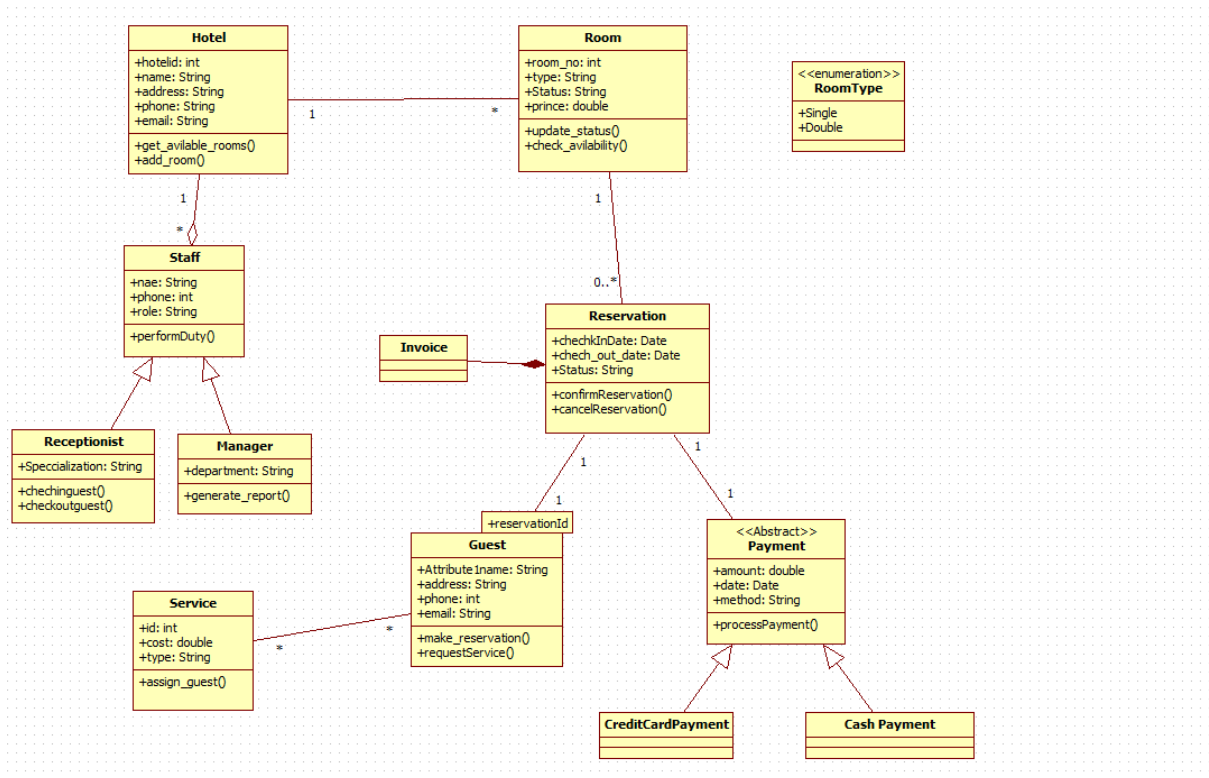 Hotel
+hotelid: int
+name: String
+address: String
+phone: String
+email: String
+get_avilable_rooms()
+add_room()
Room
+room_no: int
+type: String
+Status: String
+prince: double
+update_status()
+check_avilability()
<<enumeration>>
RoomType
+Single
+Double
1
*
1
*
1
0..*
Staff
+nae: String
+phone: int
+role: String
+performDuty()
Invoice
Reservation
+chechkInDate: Date
+chech_out_date: Date
+Status: String
+confirmReservation()
+cancelReservation()
Receptionist
+Speccialization: String
+chechinguest()
+checkoutguest()
Manager
+department: String
+generate_report()
1
1
1
1
+reservationId
Guest
+Attribute1name: String
+address: String
+phone: int
+email: String
+make_reservation()
+requestService()
<<Abstract>>
Payment
+amount: double
+date: Date
+method: String
+processPayment()
Service
+id: int
+cost: double
+type: String
+assign_guest()
*
*
CreditCardPayment
Cash Payment